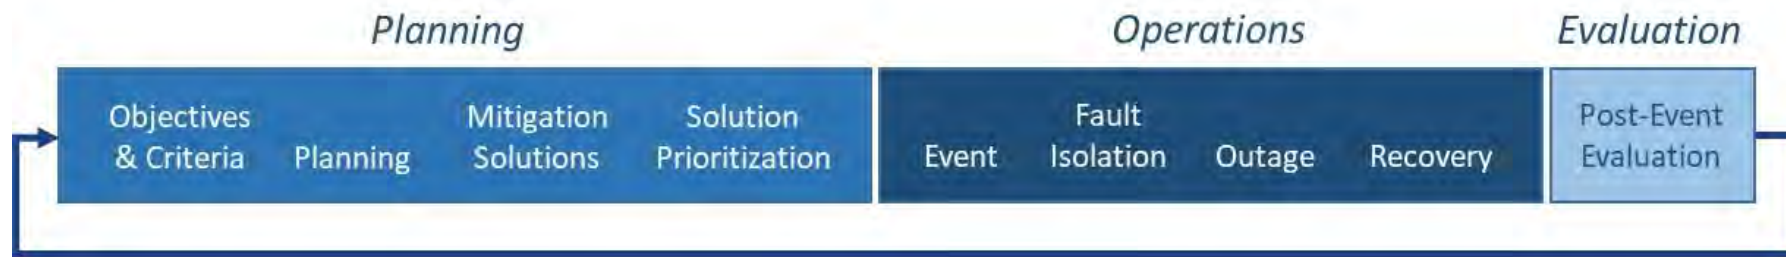 Planning
Operations
Evaluation
Objectives
& Criteria
Planning
Mitigation
Solutions
Solution
Prioritization
Event
Fault
Isolation
Outage
Recovery
Post-Event
Evaluation